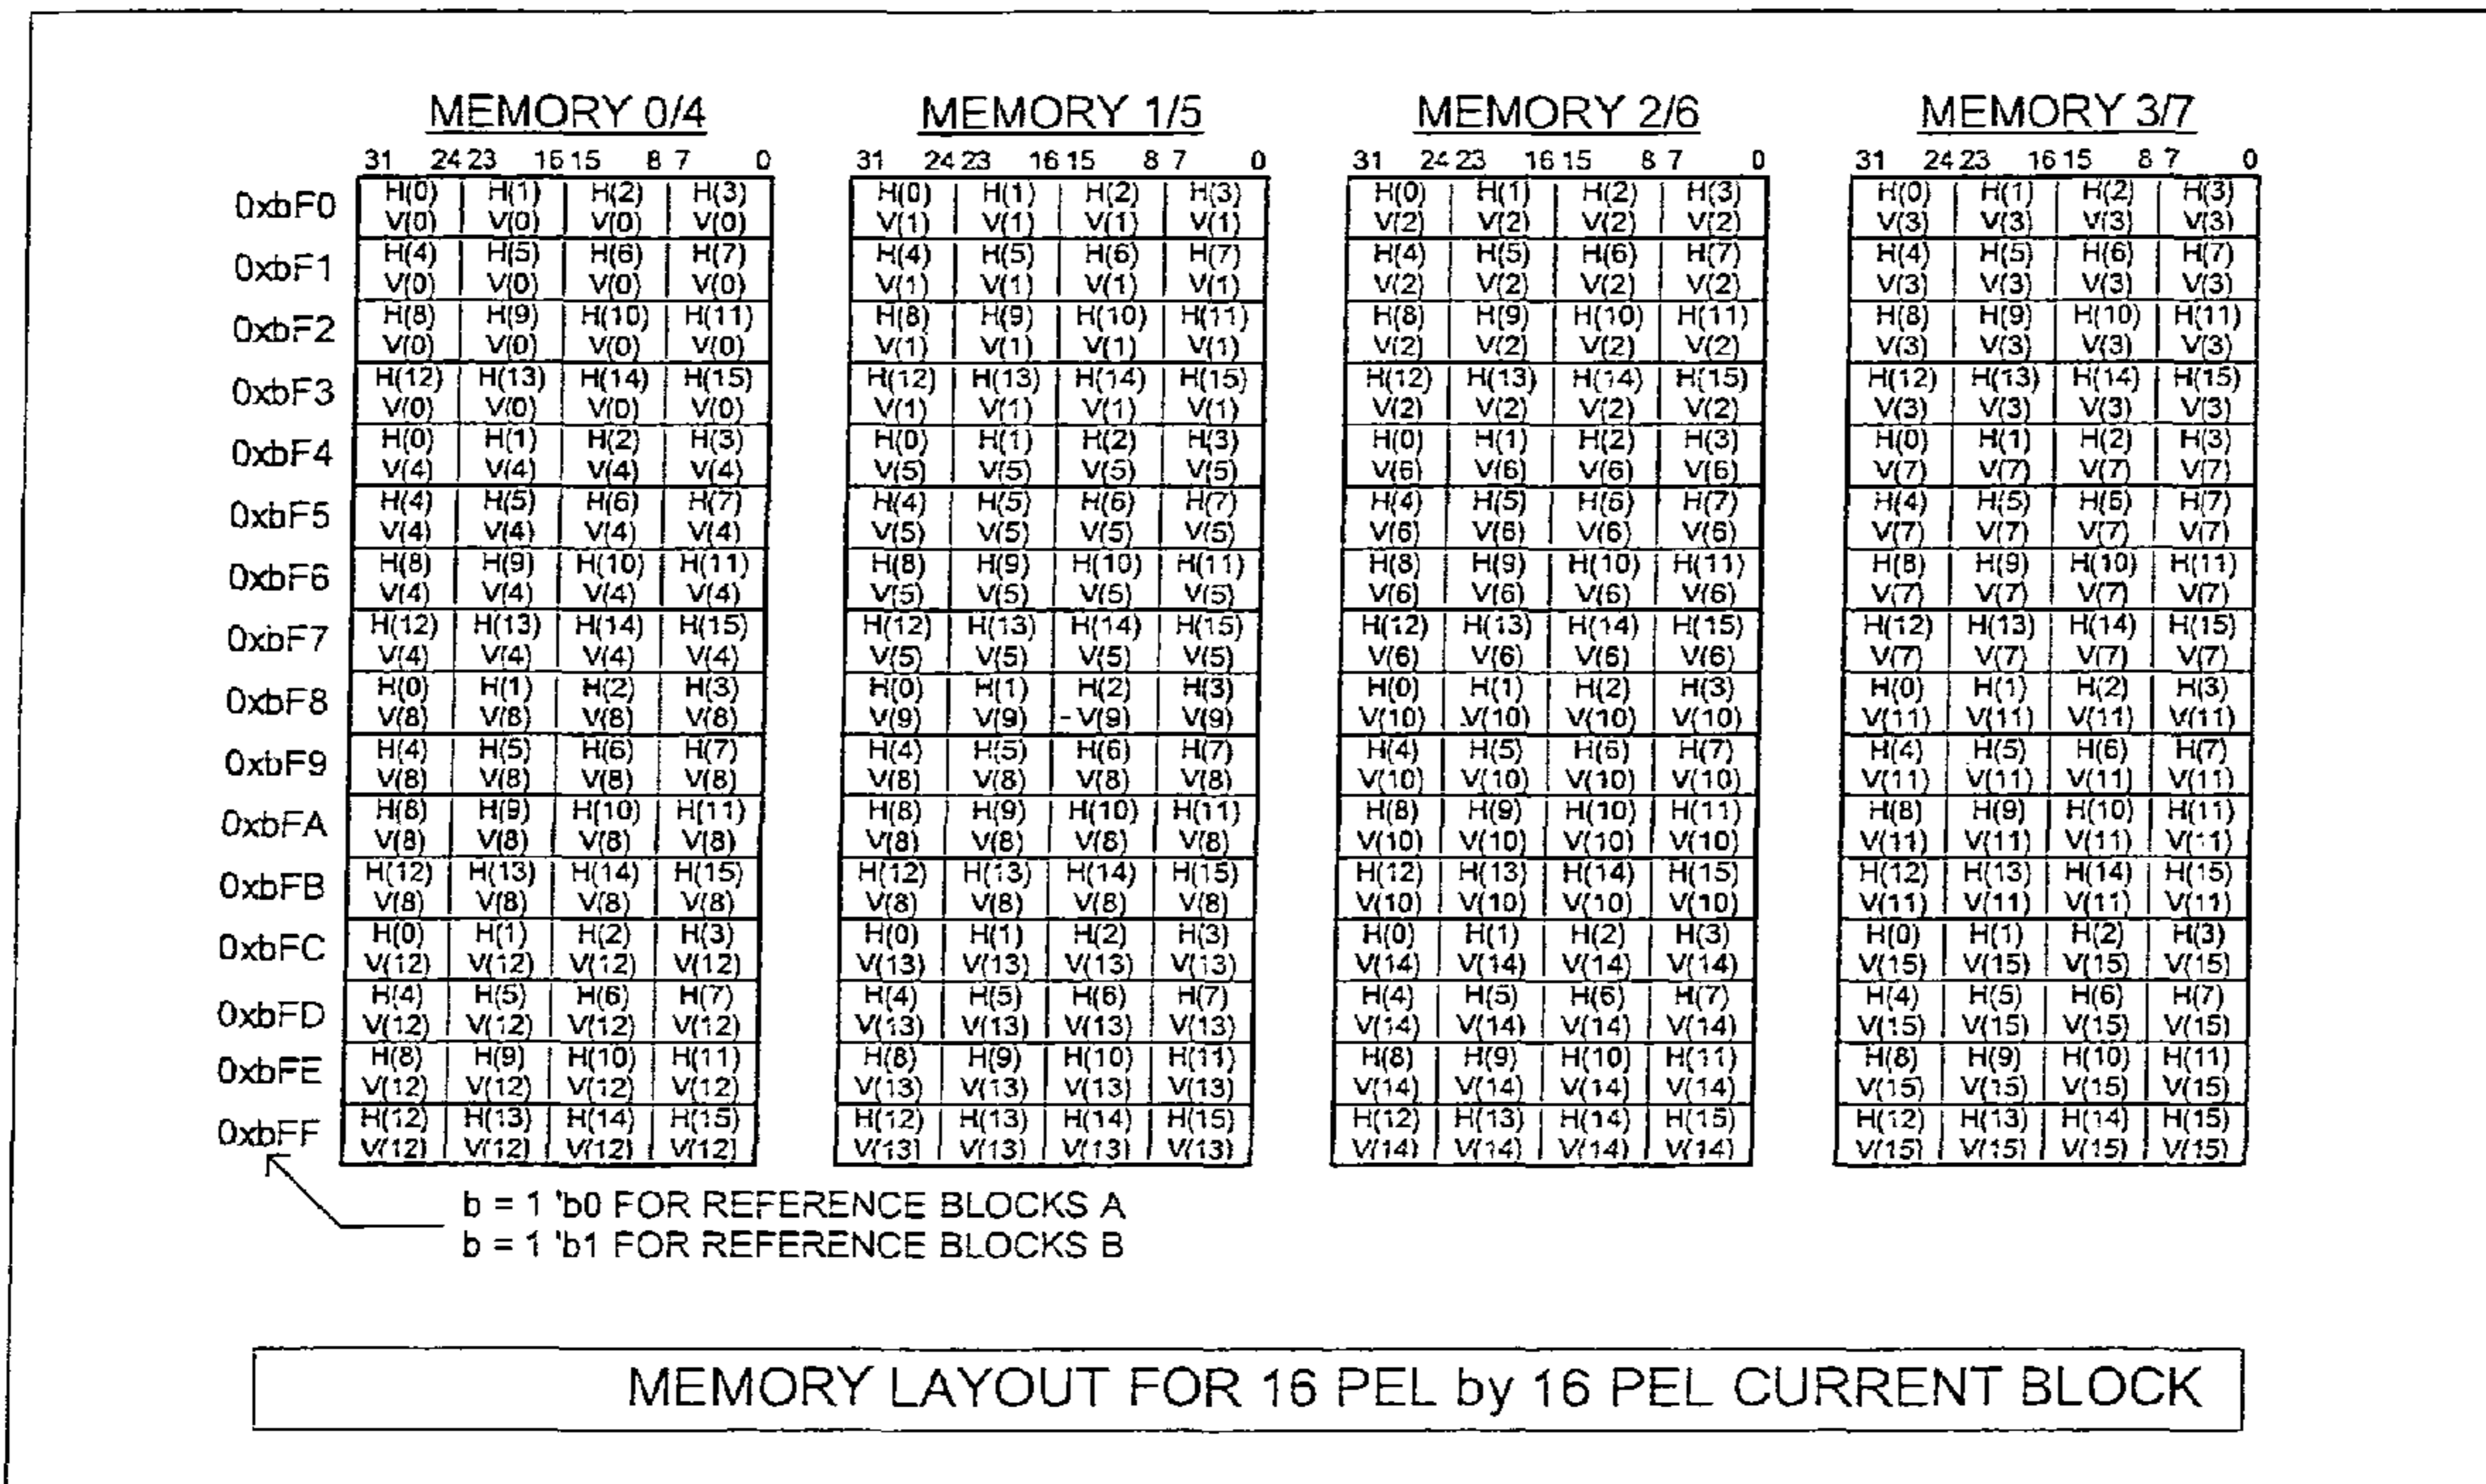 MEMORY 0/4 MEMORY 1/5 MEMORY 2/6 MEMORY 3/7
31 24 23 16 15 8 7 0 31 24 23 16 15 8 7 0 31 24 23 16 15 8 7 0 31 24 23 16 15 8 7 0
0xbF0 H(0) H(1) H(2) H(3) H(0) H(1) H(2) H(3) H(0) H(1) H(2) H(3) H(0) H(1) H(2) H(3)
V(0) V(0) V(0) V(0) V(1) V(1) V(1) V(1) V(2) V(2) V(2) V(2) V(3) V(3) V(3) V(3)
0xbF1 H(4) H(5) H(6) H(7) H(4) H(5) H(6) H(7) H(4) H(5) H(6) H(7) H(4) H(5) H(6) H(7)
V(0) V(0) V(0) V(0) V(1) V(1) V(1) V(1) V(2) V(2) V(2) V(2) V(3) V(3) V(3) V(3)
0xbF2 H(8) H(9) H(10) H(11) H(8) H(9) H(10) H(11) H(8) H(9) H(10) H(11) H(8) H(9) H(10) H(11)
V(0) V(0) V(0) V(0) V(1) V(1) V(1) V(1) V(2) V(2) V(2) V(2) V(3) V(3) V(3) V(3)
0xbF3 H(12) H(13) H(14) H(15) H(12) H(13) H(14) H(15) H(12) H(13) H(14) H(15) H(12) H(13) H(14) H(15)
V(0) V(0) V(0) V(0) V(1) V(1) V(1) V(1) V(2) V(2) V(2) V(2) V(3) V(3) V(3) V(3)
0xbF4 H(0) H(1) H(2) H(3) H(0) H(1) H(2) H(3) H(0) H(1) H(2) H(3) H(0) H(1) H(2) H(3)
V(4) V(4) V(4) V(4) V(5) V(5) V(5) V(5) V(6) V(6) V(6) V(6) V(7) V(7) V(7) V(7)
0xbF5 H(4) H(5) H(6) H(7) H(4) H(5) H(6) H(7) H(4) H(5) H(6) H(7) H(4) H(5) H(6) H(7)
V(4) V(4) V(4) V(4) V(5) V(5) V(5) V(5) V(6) V(6) V(6) V(6) V(7) V(7) V(7) V(7)
0xbF6 H(8) H(9) H(10) H(11) H(8) H(9) H(10) H(11) H(8) H(9) H(10) H(11) H(8) H(9) H(10) H(11)
V(4) V(4) V(4) V(4) V(5) V(5) V(5) V(5) V(6) V(6) V(6) V(6) V(7) V(7) V(7) V(7)
0xbF7 H(12) H(13) H(14) H(15) H(12) H(13) H(14) H(15) H(12) H(13) H(14) H(15) H(12) H(13) H(14) H(15)
V(4) V(4) V(4) V(4) V(5) V(5) V(5) V(5) V(6) V(6) V(6) V(6) V(7) V(7) V(7) V(7)
0xbF8 H(0) H(1) H(2) H(3) H(0) H(1) H(2) H(3) H(0) H(1) H(2) H(3) H(0) H(1) H(2) H(3)
V(8) V(8) V(8) V(8) V(9) V(9) V(9) V(9) V(10) V(10) V(10) V(10) V(11) V(11) V(11) V(11)
0xbF9 H(4) H(5) H(6) H(7) H(4) H(5) H(6) H(7) H(4) H(5) H(6) H(7) H(4) H(5) H(6) H(7)
V(8) V(8) V(8) V(8) V(8) V(8) V(8) V(8) V(10) V(10) V(10) V(10) V(11) V(11) V(11) V(11)
0xbFA H(8) H(9) H(10) H(11) H(8) H(9) H(10) H(11) H(8) H(9) H(10) H(11) H(8) H(9) H(10) H(11)
V(8) V(8) V(8) V(8) V(8) V(8) V(8) V(8) V(10) V(10) V(10) V(10) V(11) V(11) V(11) V(11)
0xbFB H(12) H(13) H(14) H(15) H(12) H(13) H(14) H(15) H(12) H(13) H(14) H(15) H(12) H(13) H(14) H(15)
V(8) V(8) V(8) V(8) V(8) V(8) V(8) V(8) V(10) V(10) V(10) V(10) V(11) V(11) V(11) V(11)
0xbFC H(0) H(1) H(2) H(3) H(0) H(1) H(2) H(3) H(0) H(1) H(2) H(3) H(0) H(1) H(2) H(3)
V(12) V(12) V(12) V(12) V(13) V(13) V(13) V(13) V(14) V(14) V(14) V(14) V(15) V(15) V(15) V(15)
0xbFD H(4) H(5) H(6) H(7) H(4) H(5) H(6) H(7) H(4) H(5) H(6) H(7) H(4) H(5) H(6) H(7)
V(12) V(12) V(12) V(12) V(13) V(13) V(13) V(13) V(14) V(14) V(14) V(14) V(15) V(15) V(15) V(15)
0xbFE H(8) H(9) H(10) H(11) H(8) H(9) H(10) H(11) H(8) H(9) H(10) H(11) H(8) H(9) H(10) H(11)
V(12) V(12) V(12) V(12) V(13) V(13) V(13) V(13) V(14) V(14) V(14) V(14) V(15) V(15) V(15) V(15)
0xbFF H(12) H(13) H(14) H(15) H(12) H(13) H(14) H(15) H(12) H(13) H(14) H(15) H(12) H(13) H(14) H(15)
V(12) V(12) V(12) V(12) V(13) V(13) V(13) V(13) V(14) V(14) V(14) V(14) V(15) V(15) V(15) V(15)
b = 1 'b0 FOR REFERENCE BLOCKS A
b = 1 'b1 FOR REFERENCE BLOCKS B
MEMORY LAYOUT FOR 16 PEL by 16 PEL CURRENT BLOCK